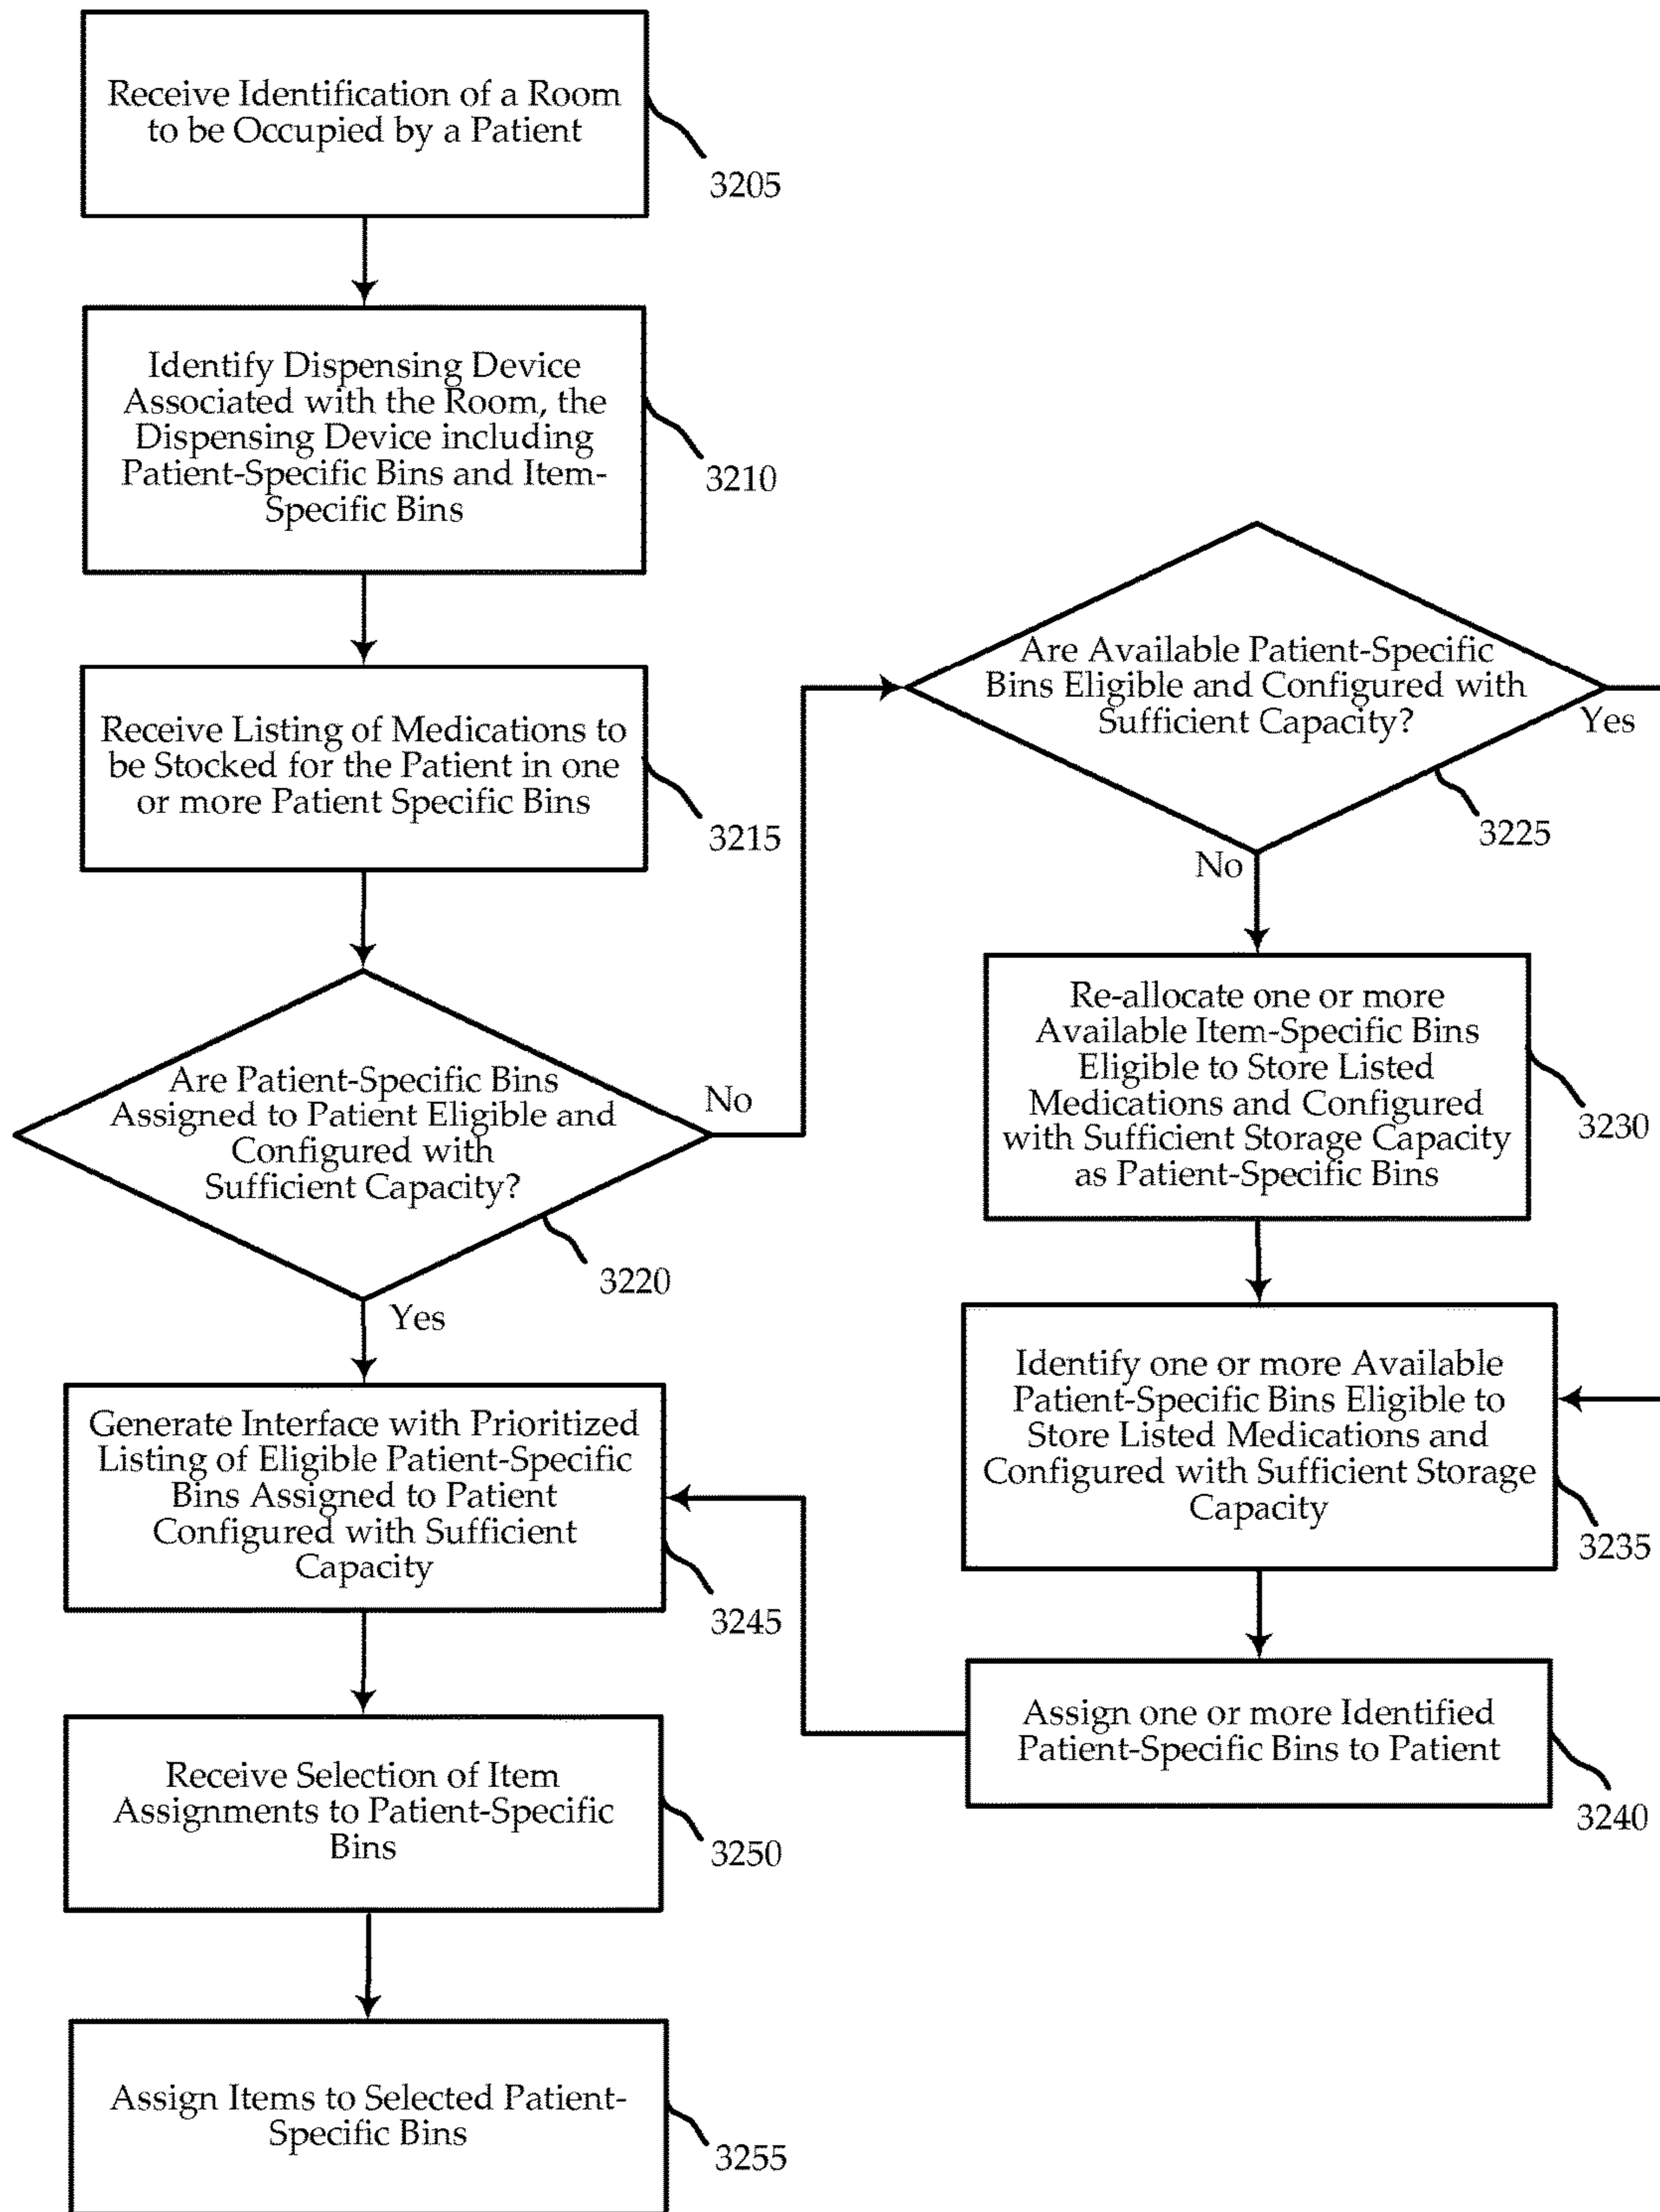 Receive Identification of a Room
to be Occupied by a Patient
3205
Identify Dispensing Device
Associated with the Room, the
Dispensing Device including
Patient-Specific Bins and Item-
Specific Bins
3210
Receive Listing of Medications to
be Stocked for the Patient in one
or more Patient Specific Bins
3215
Are Patient-Specific Bins
Assigned to Patient Eligible and
Configured with
Sufficient Capacity?
No
3220
Yes
Are Available Patient-Specific
Bins Eligible and Configured with
Sufficient Capacity?
Yes
3225
No
Re-allocate one or more
Available Item-Specific Bins
Eligible to Store Listed
Medications and Configured
with Sufficient Storage Capacity
as Patient-Specific Bins
3230
Identify one or more Available
Patient-Specific Bins Eligible to
Store Listed Medications and
Configured with Sufficient Storage
Capacity
3235
Assign one or more Identified
Patient-Specific Bins to Patient
3240
Generate Interface with Prioritized
Listing of Eligible Patient-Specific
Bins Assigned to Patient
Configured with Sufficient
Capacity
3245
Receive Selection of Item
Assignments to Patient-Specific
Bins
3250
Assign Items to Selected Patient-
Specific Bins
3255